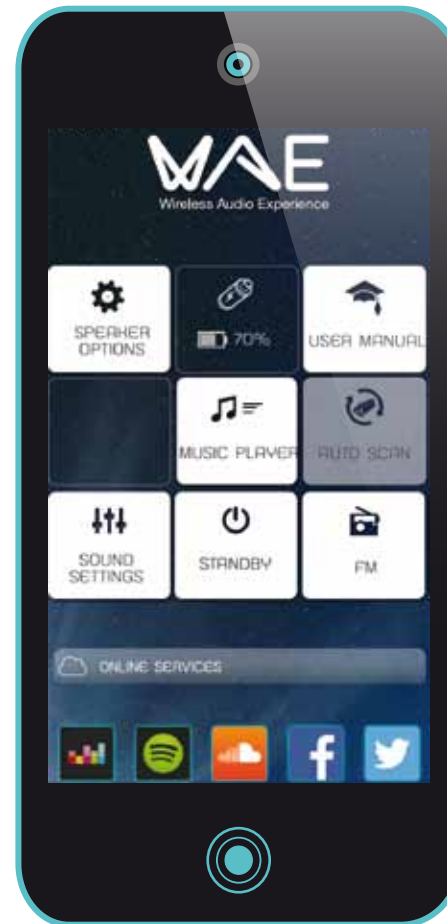 WAE
Wireless Audio Experience
SPEAKER
OPTIONS
70%
USER MANUAL
MUSIC PLAYER
AUTO SCAN
SOUND
SETTINGS
STANDBY
FM
ONLINE SERVICES